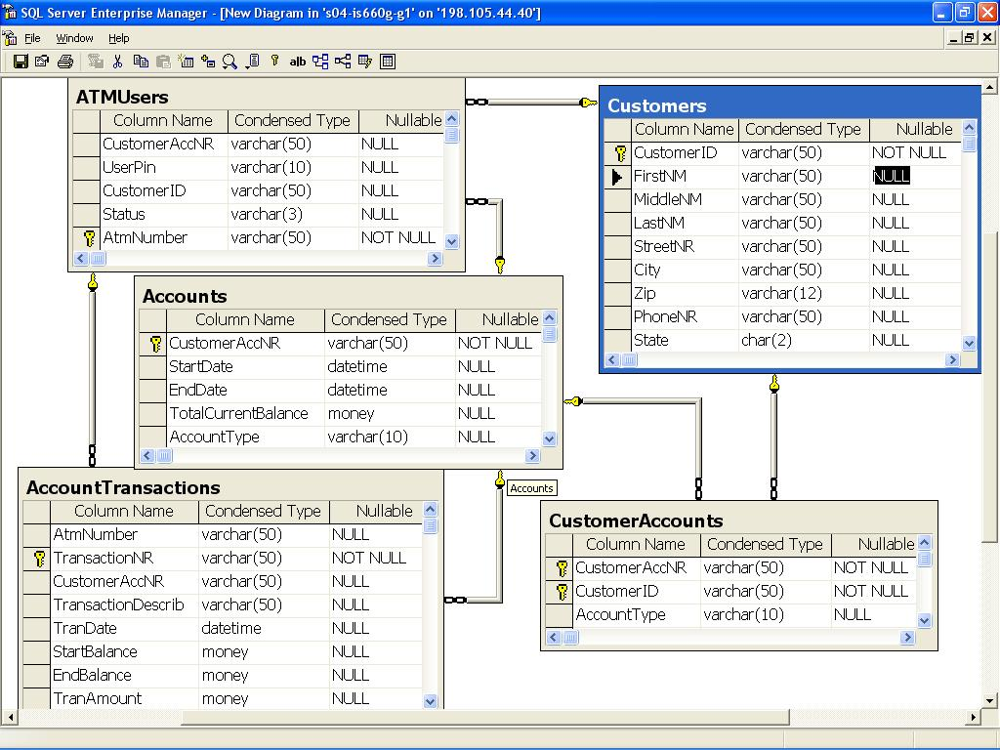 SQL Server Enterprise Manager - [New Diagram in 's04-is660g-g1' on '198.105.44.40']
File Window Help
alb
ATMUsers
Column Name Condensed Type Nullable
CustomerAccNR varchar(50) NULL
UserPin varchar(10) NULL
CustomerID varchar(50) NULL
Status varchar(3) NULL
AtmNumber varchar(50) NOT NULL
Customers
Column Name Condensed Type Nullable
CustomerID varchar(50) NOT NULL
FirstNM varchar(50) NULL
MiddleNM varchar(50) NULL
LastNM varchar(50) NULL
StreetNR varchar(50) NULL
City varchar(50) NULL
Zip varchar(12) NULL
PhoneNR varchar(50) NULL
State char(2) NULL
Accounts
Column Name Condensed Type Nullable
CustomerAccNR varchar(50) NOT NULL
StartDate datetime NULL
EndDate datetime NULL
TotalCurrentBalance money NULL
AccountType varchar(10) NULL
Accounts
AccountTransactions
Column Name Condensed Type Nullable
AtmNumber varchar(50) NULL
TransactionNR varchar(50) NOT NULL
CustomerAccNR varchar(50) NULL
TransactionDescrib varchar(50) NULL
TranDate datetime NULL
StartBalance money NULL
EndBalance money NULL
TranAmount money NULL
CustomerAccounts
Column Name Condensed Type Nullable
CustomerAccNR varchar(50) NOT NULL
CustomerID varchar(50) NOT NULL
AccountType varchar(10) NULL